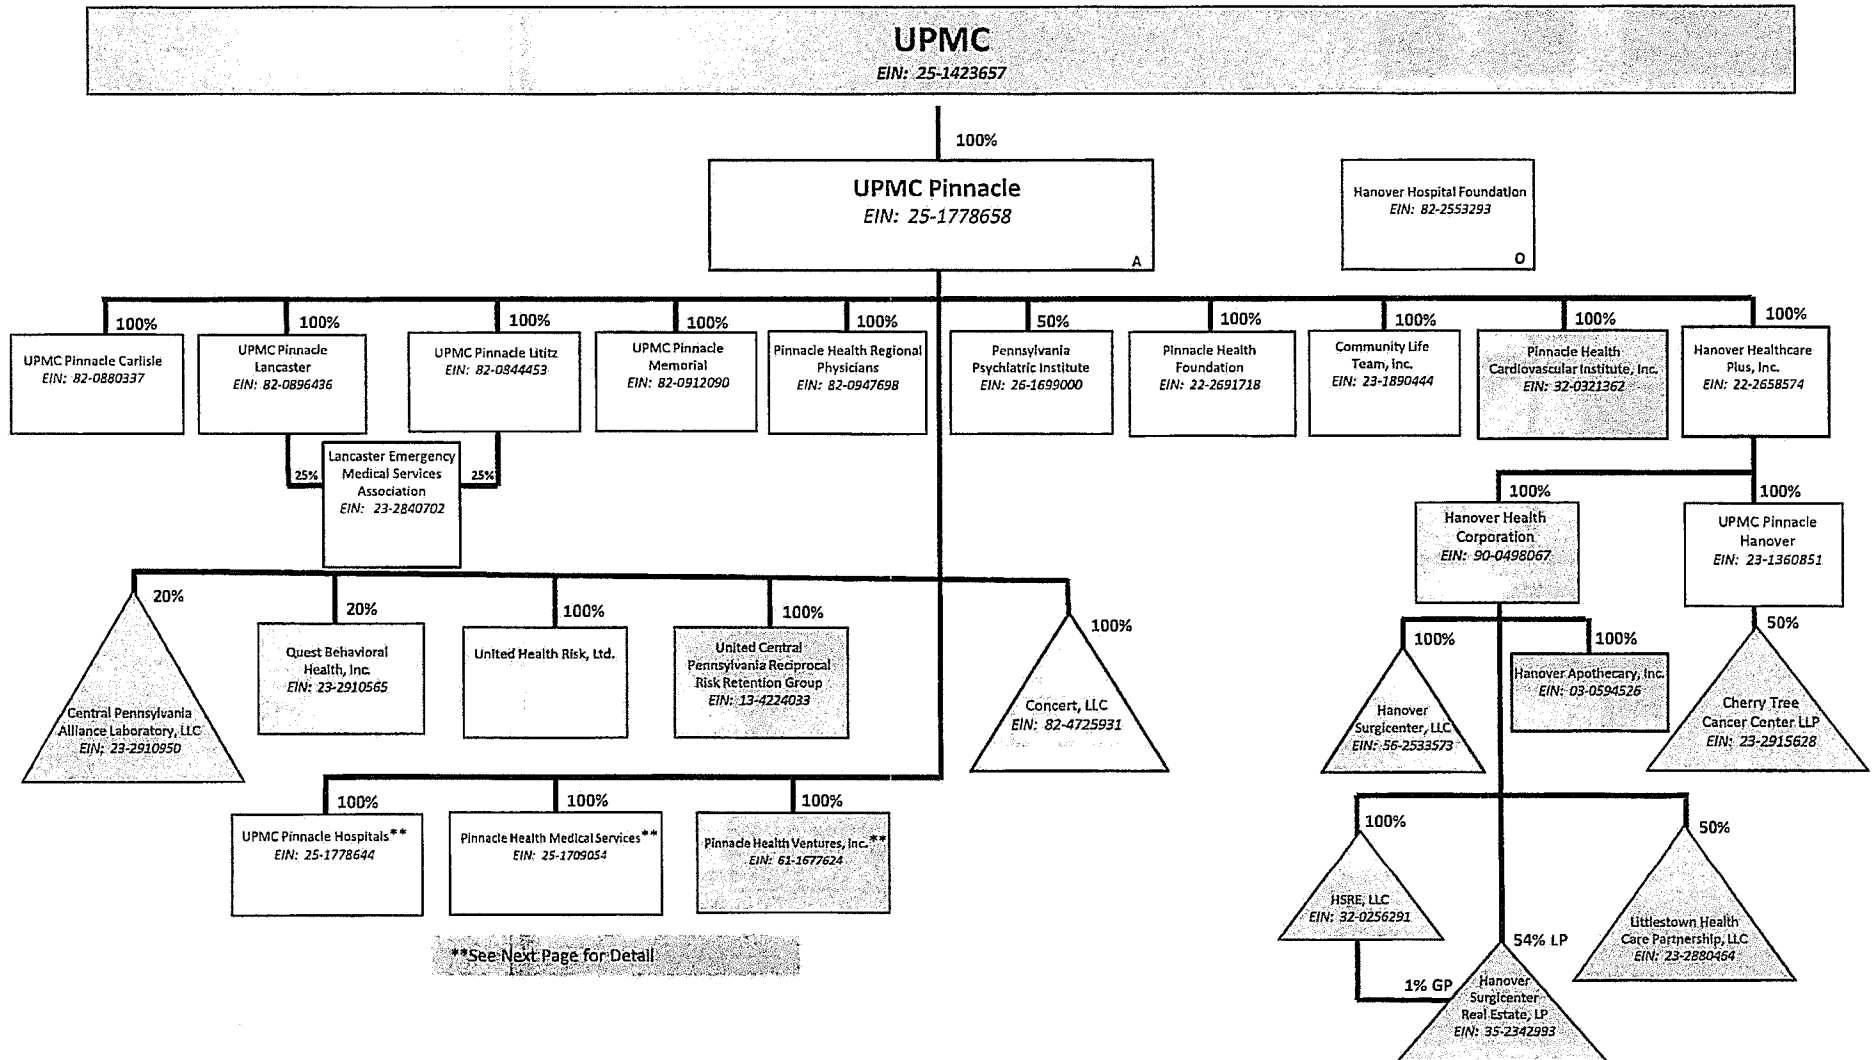 UPMC
EIN: 25-1423657
100%
UPMC Pinnacle
EIN: 25-1778658
A
Hanover Hospital Foundation
EIN: 82-2553293
O
100%
UPMC Pinnacle Carlisle
EIN: 82-0880337
100%
UPMC Pinnacle
Lancaster
EIN: 82-0896436
100%
UPMC Pinnacle Lititz
EIN: 82-0844453
100%
UPMC Pinnacle
Memorial
EIN: 82-0912090
100%
Pinnacle Health Regional
Physicians
EIN: 82-0947698
50%
Pennsylvania
Psychiatric Institute
EIN: 26-1699000
100%
Pinnacle Health
Foundation
EIN: 22-2691718
100%
Community Life
Team, Inc.
EIN: 23-1890444
100%
Pinnacle Health
Cardiovascular Institute, Inc.
EIN: 32-0321362
100%
Hanover Healthcare
Plus, Inc.
EIN: 22-2658574
25%
Lancaster Emergency
Medical Services
Association
EIN: 23-2840702
25%
100%
Hanover Health
Corporation
EIN: 90-0498067
100%
UPMC Pinnacle
Hanover
EIN: 23-1360851
20%
Central Pennsylvania
Alliance Laboratory, LLC
EIN: 23-2910950
20%
Quest Behavioral
Health, Inc.
EIN: 23-2910565
100%
United Health Risk, Ltd.
100%
United Central
Pennsylvania Reciprocal
Risk Retention Group
EIN: 13-4224033
100%
Concert, LLC
EIN: 82-4725931
100%
Hanover
Surgicenter, LLC
EIN: 56-2533573
100%
Hanover Apothecary, Inc.
EIN: 03-0594526
50%
Cherry Tree
Cancer Center LLP
EIN: 23-2915628
100%
UPMC Pinnacle Hospitals**
EIN: 25-1778644
100%
Pinnacle Health Medical Services**
EIN: 25-1709054
100%
Pinnacle Health Ventures, Inc.**
EIN: 61-1677624
100%
HSRE, LLC
EIN: 32-0256291
50%
Littlestown Health
Care Partnership, LLC
EIN: 23-2880464
54% LP
1% GP
Hanover
Surgicenter
Real Estate, LP
EIN: 35-2342993
**See Next Page for Detail